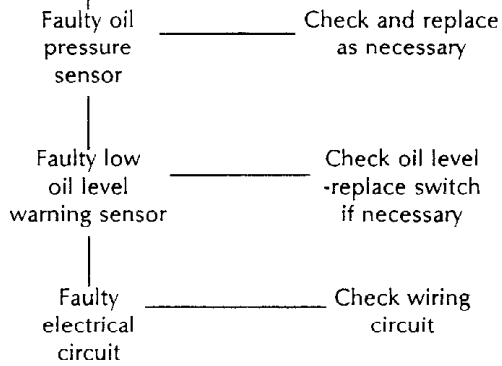 Faulty oil
pressure
sensor
Check and replace
as necessary
Faulty low
oil level
warning sensor
Check oil level
-replace switch
if necessary
Faulty
electrical
circuit
Check wiring
circuit